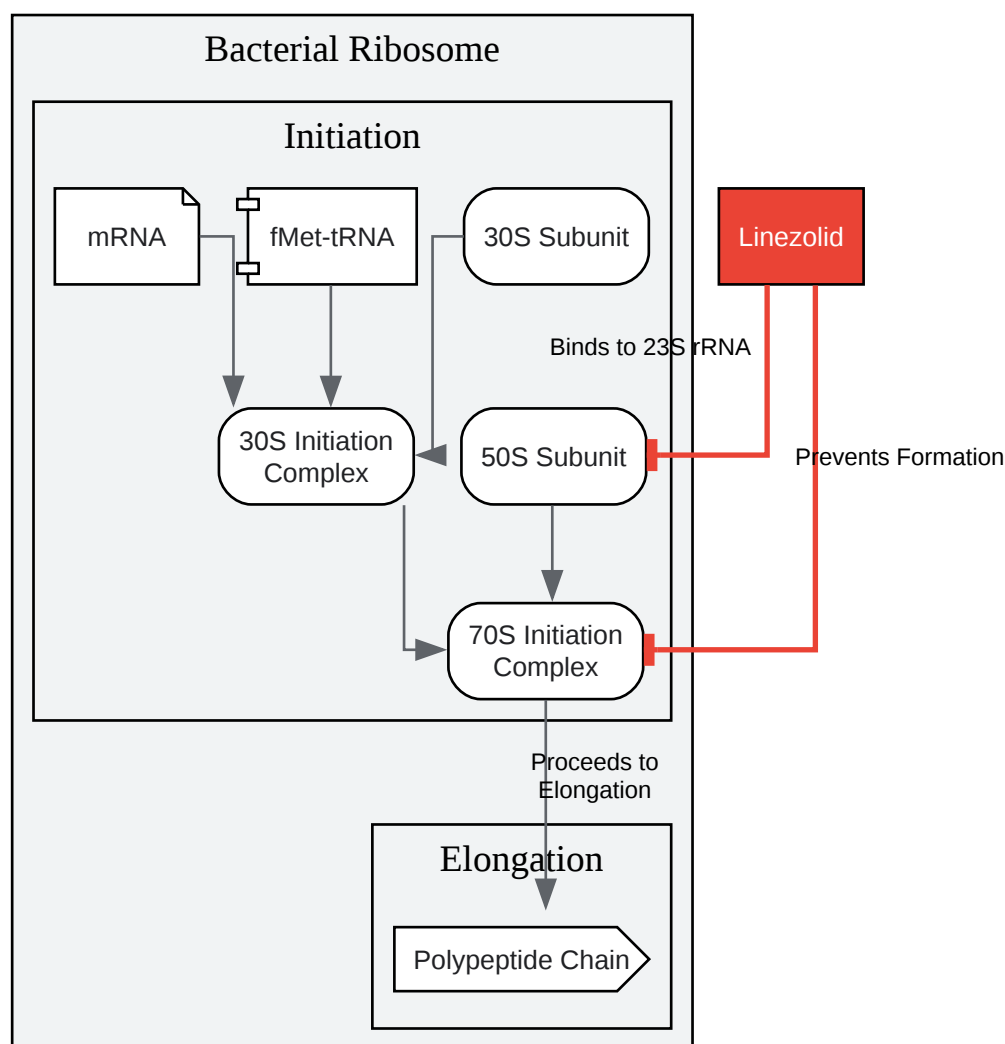 Bacterial Ribosome
Initiation
mRNA
fMet-tRNA
30S Subunit
Linezolid
Binds to 23S rRNA
30S Initiation
Complex
50S Subunit
Prevents Formation
70S Initiation
Complex
Proceeds to
Elongation
Elongation
Polypeptide Chain